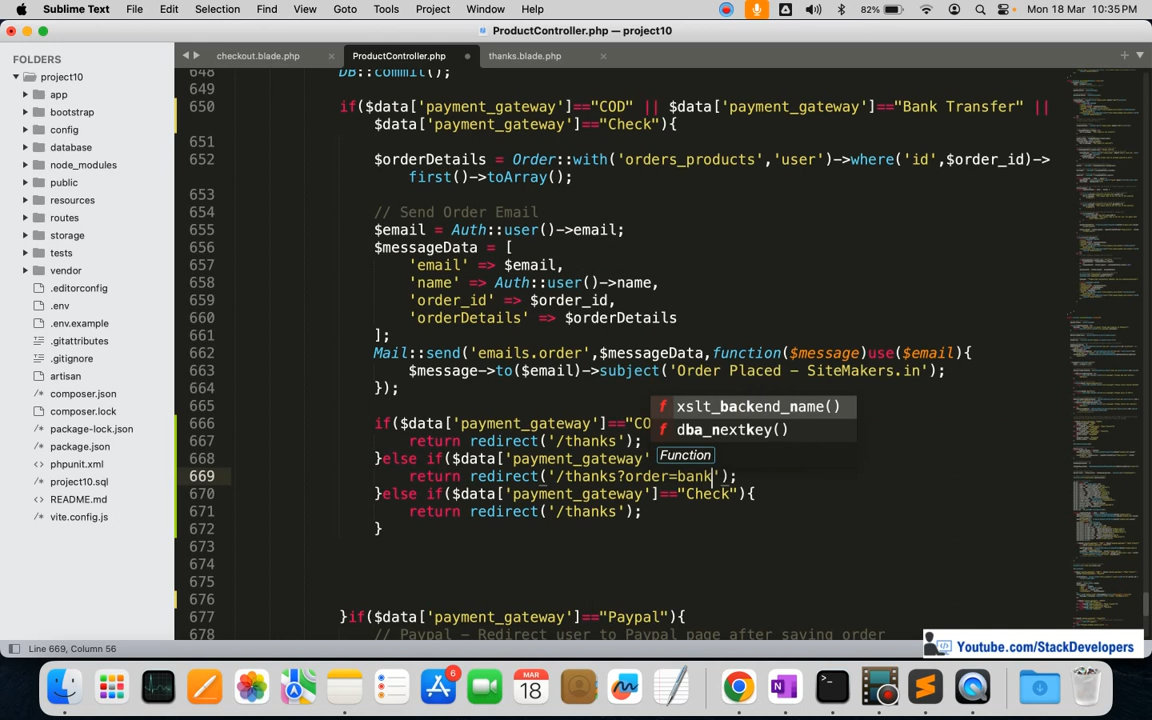 Sublime Text File Edit Selection Find View Goto Tools Project Window Help 82% Mon 18 Mar 10:35PM
ProductController.php — project10
FOLDERS
project10
app
bootstrap
config
database
node_modules
public
resources
routes
storage
tests
vendor
.editorconfig
.env
.env.example
.gitattributes
.gitignore
artisan
composer.json
composer.lock
package-lock.json
package.json
phpunit.xml
project10.sql
README.md
vite.config.js
checkout.blade.php × ProductController.php thanks.blade.php ×
648 DB::commit();
649
650 if($data['payment_gateway']=="COD" || $data['payment_gateway']=="Bank Transfer" ||
$data['payment_gateway']=="Check"){
651
652 $orderDetails = Order::with('orders_products','user')->where('id',$order_id)->
first()->toArray();
653
654 // Send Order Email
655 $email = Auth::user()->email;
656 $messageData = [
657 'email' => $email,
658 'name' => Auth::user()->name,
659 'order_id' => $order_id,
660 'orderDetails' => $orderDetails
661 ];
662 Mail::send('emails.order',$messageData,function($message)use($email){
663 $message->to($email)->subject('Order Placed - SiteMakers.in');
664 });
665
f xslt_backend_name()
f dba_nextkey()
Function
666 if($data['payment_gateway']=="CO
667 return redirect('/thanks');
668 }else if($data['payment_gateway'
669 return redirect('/thanks?order=bank');
670 }else if($data['payment_gateway']=="Check"){
671 return redirect('/thanks');
672 }
673
674
675
676
677 }if($data['payment_gateway']=="Paypal"){
678 // Paypal - Redirect user to Paypal page after saving order
Line 669, Column 56
Youtube.com/StackDevelopers
6
MAR
18